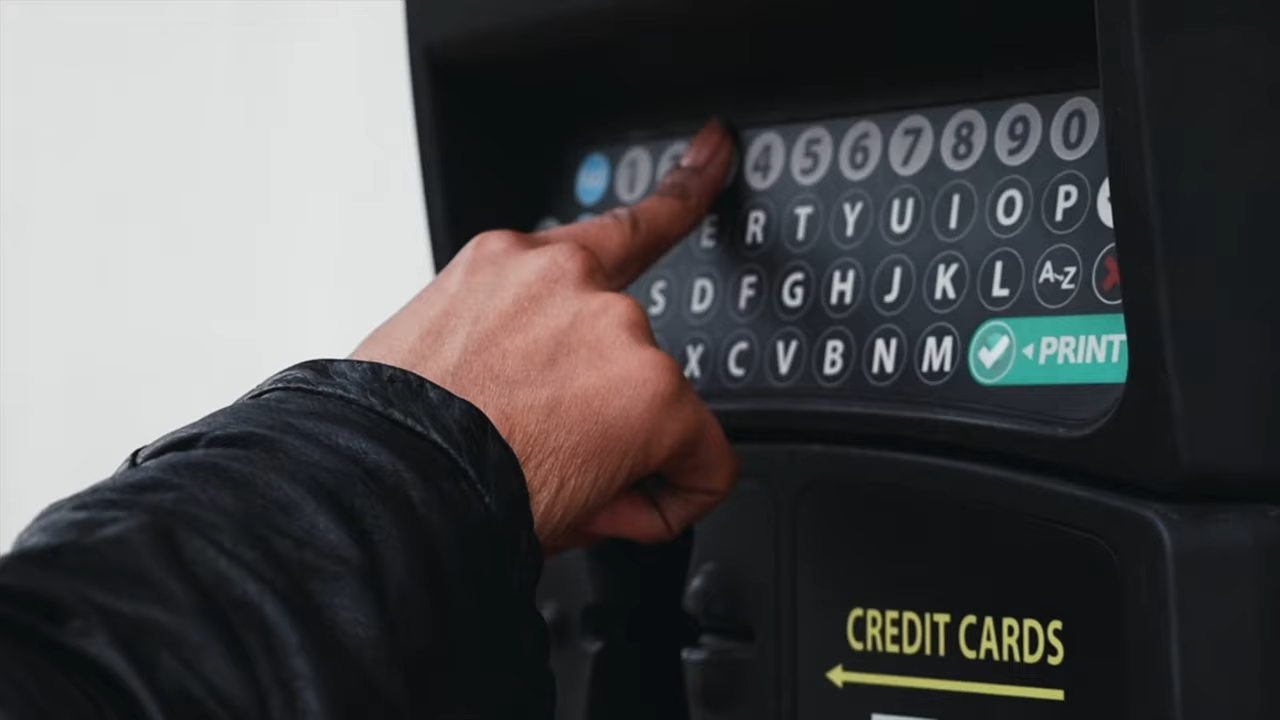 1 4 5 6 7 8 9 0
E R T Y U I O P
S D F G H J K L A-Z
X C V B N M PRINT
CREDIT CARDS